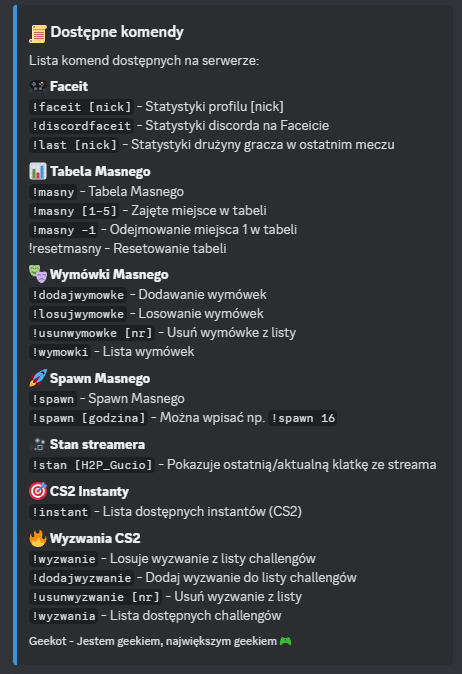 Dostępne komendy
Lista komend dostępnych na serwerze:
Faceit
!faceit [nick] - Statystyki profilu [nick]
!discordfaceit - Statystyki discorda na Faceicie
!last [nick] - Statystyki drużyny gracza w ostatnim meczu
Tabela Masnego
!masny - Tabela Masnego
!masny [1-5] - Zajęte miejsce w tabeli
!masny -1 - Odejmowanie miejsca 1 w tabeli
!resetmasny - Resetowanie tabeli
Wymówki Masnego
!dodajwymowke - Dodawanie wymówek
!losujwymowke - Losowanie wymówek
!usunwymowke [nr] - Usuń wymówke z listy
!wymowki - Lista wymówek
Spawn Masnego
!spawn - Spawn Masnego
!spawn [godzina] - Można wpisać np. !spawn 16
Stan streamera
!stan [H2P_Gucio] - Pokazuje ostatnią/aktualną klatkę ze streama
CS2 Instanty
!instant - Lista dostępnych instantów (CS2)
Wyzwania CS2
!wyzwanie - Losuje wyzwanie z listy challengów
!dodajwyzwanie - Dodaj wyzwanie do listy challengów
!usunwyzwanie [nr] - Usuń wyzwanie z listy
!wyzwania - Lista dostępnych challengów
Geekot - Jestem geekiem, największym geekiem